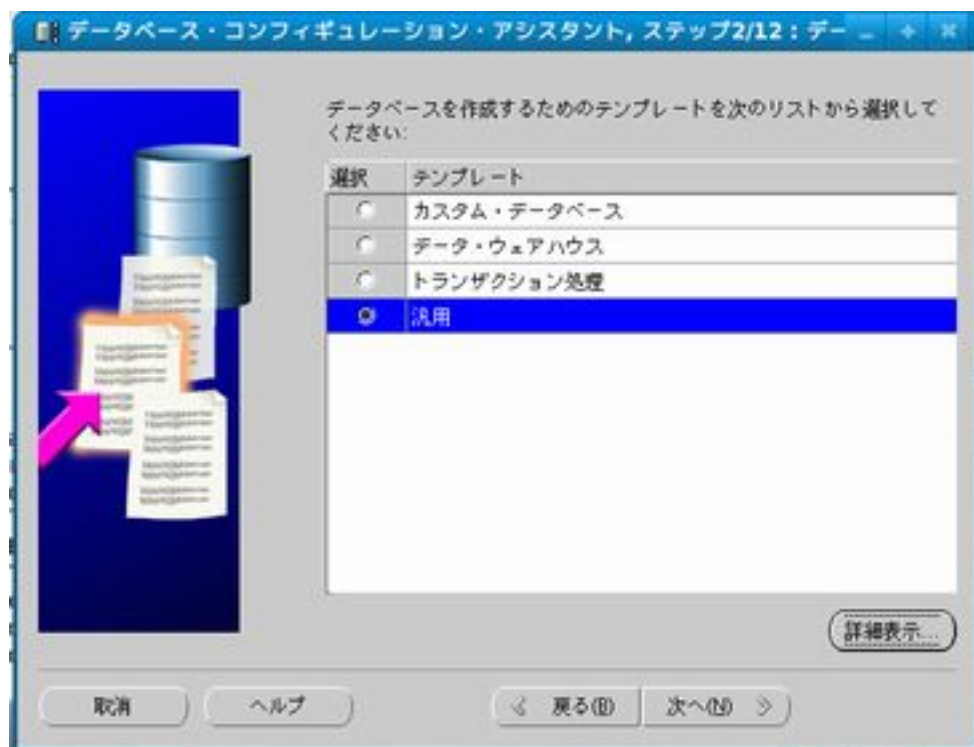 データベース・コンフィギュレーション・アシスタント, ステップ2/12 : デー
データベースを作成するためのテンプレートを次のリストから選択して
ください:
選択 テンプレート
カスタム・データベース
データ・ウェアハウス
トランザクション処理
汎用
詳細表示...
取消 ヘルプ 戻る(B) 次へ(N)